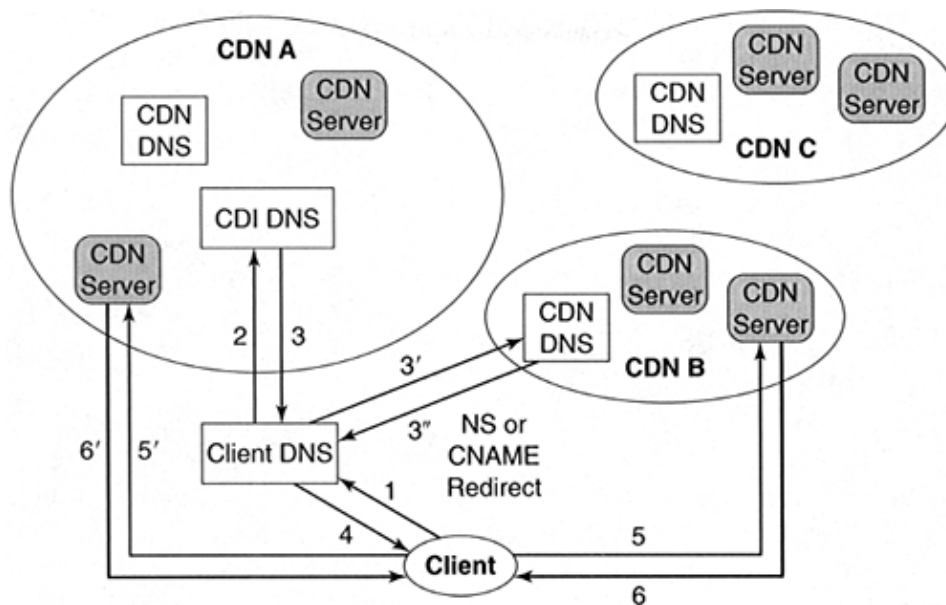 CDN A
CDN
DNS
CDN
Server
CDI DNS
CDN
Server
CDN
Server
CDN
Server
CDN
DNS
CDN C
CDN
Server
CDN
Server
CDN
DNS
CDN B
2
3
3′
3″
NS or
CNAME
Redirect
Client DNS
6′
5′
1
4
Client
5
6